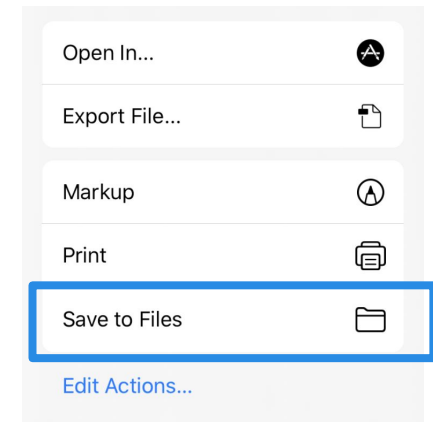 Open In...
Export File...
Markup
Print
Save to Files
Edit Actions...